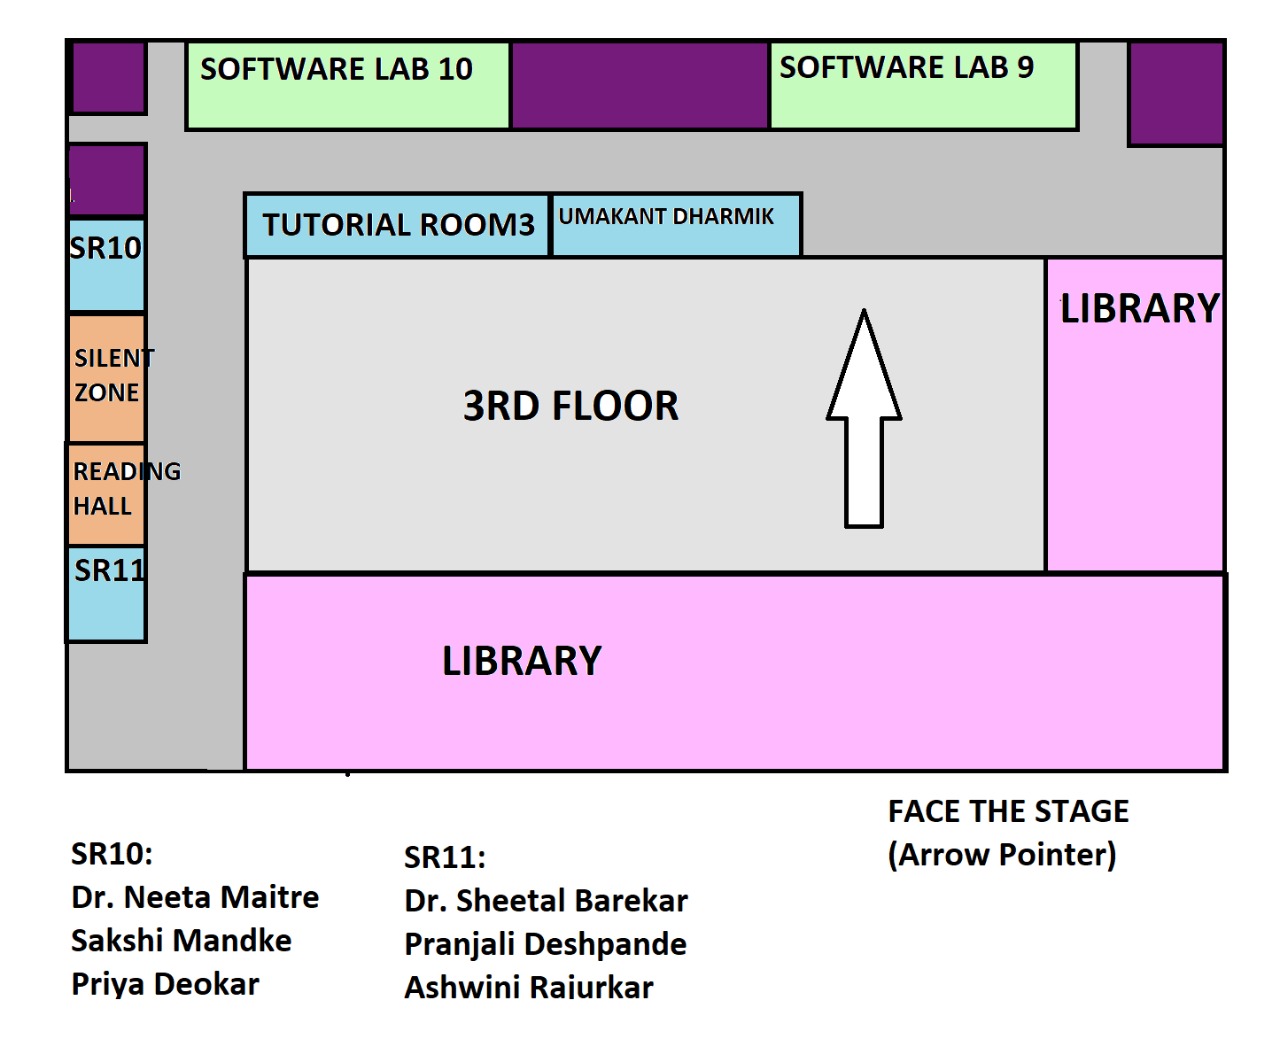 SOFTWARE LAB 10
SOFTWARE LAB 9
TUTORIAL ROOM3
UMAKANT DHARMIK
SR10
LIBRARY
SILENT
ZONE
3RD FLOOR
READING
HALL
SR11
LIBRARY
FACE THE STAGE
(Arrow Pointer)
SR10:
Dr. Neeta Maitre
Sakshi Mandke
Priya Deokar
SR11:
Dr. Sheetal Barekar
Pranjali Deshpande
Ashwini Rajurkar